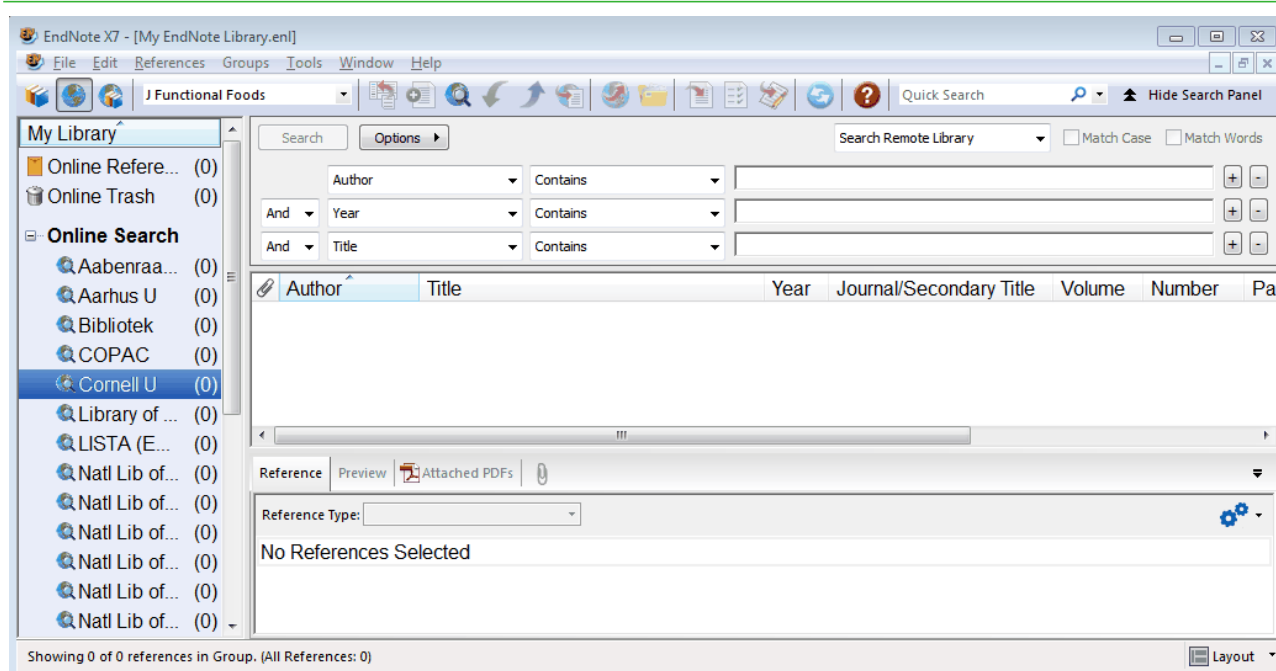 EndNote X7 - [My EndNote Library.enl]
File Edit References Groups Tools Window Help
J Functional Foods Quick Search Hide Search Panel
My Library
Online Refere... (0)
Online Trash (0)
Online Search
Aabenraa... (0)
Aarhus U (0)
Bibliotek (0)
COPAC (0)
Cornell U (0)
Library of ... (0)
LISTA (E... (0)
Natl Lib of... (0)
Natl Lib of... (0)
Natl Lib of... (0)
Natl Lib of... (0)
Natl Lib of... (0)
Natl Lib of... (0)
Search Options Search Remote Library Match Case Match Words
Author Contains
And Year Contains
And Title Contains
Author Title Year Journal/Secondary Title Volume Number Pa
Reference Preview Attached PDFs
Reference Type:
No References Selected
Showing 0 of 0 references in Group. (All References: 0) Layout